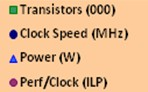 Transistors (000)
Clock Speed (MHz)
Power (W)
Perf/Clock (ILP)